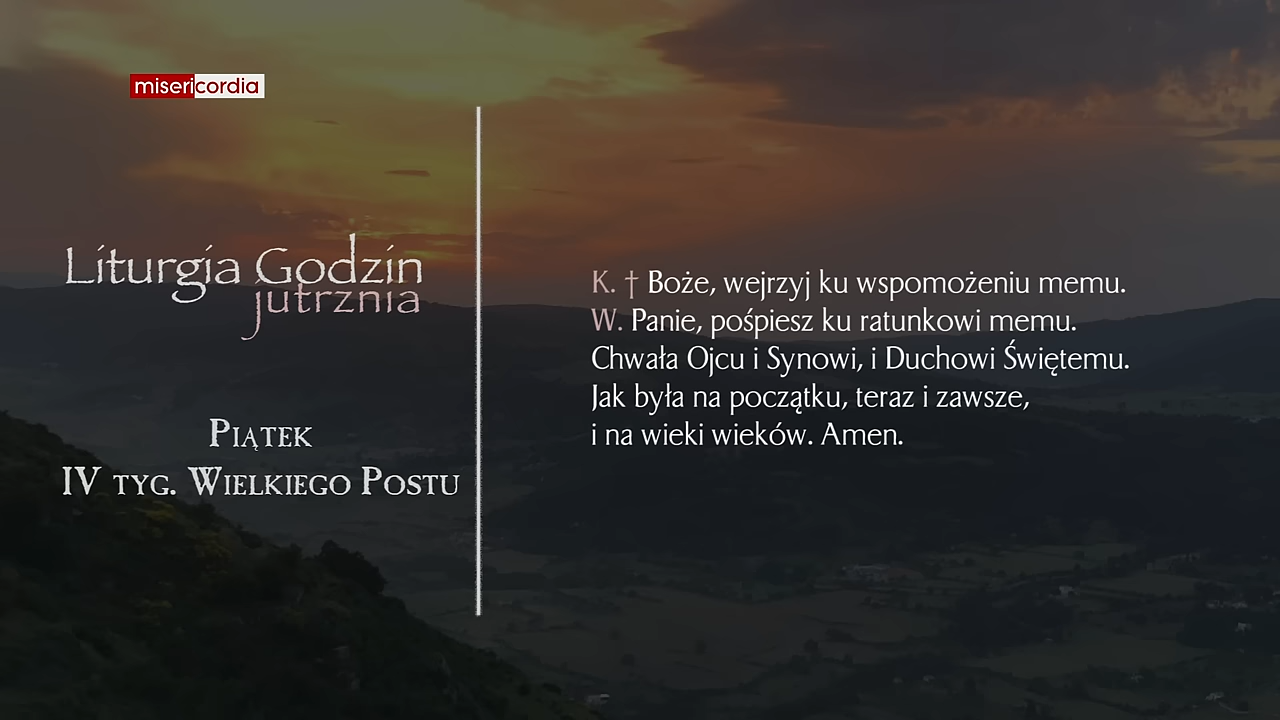 misericordia
Liturgia Godzin
jutrznia
Piątek
IV tyg. Wielkiego Postu
K. † Boże, wejrzyj ku wspomożeniu memu.
W. Panie, pośpiesz ku ratunkowi memu.
Chwała Ojcu i Synowi, i Duchowi Świętemu.
Jak była na początku, teraz i zawsze,
i na wieki wieków. Amen.